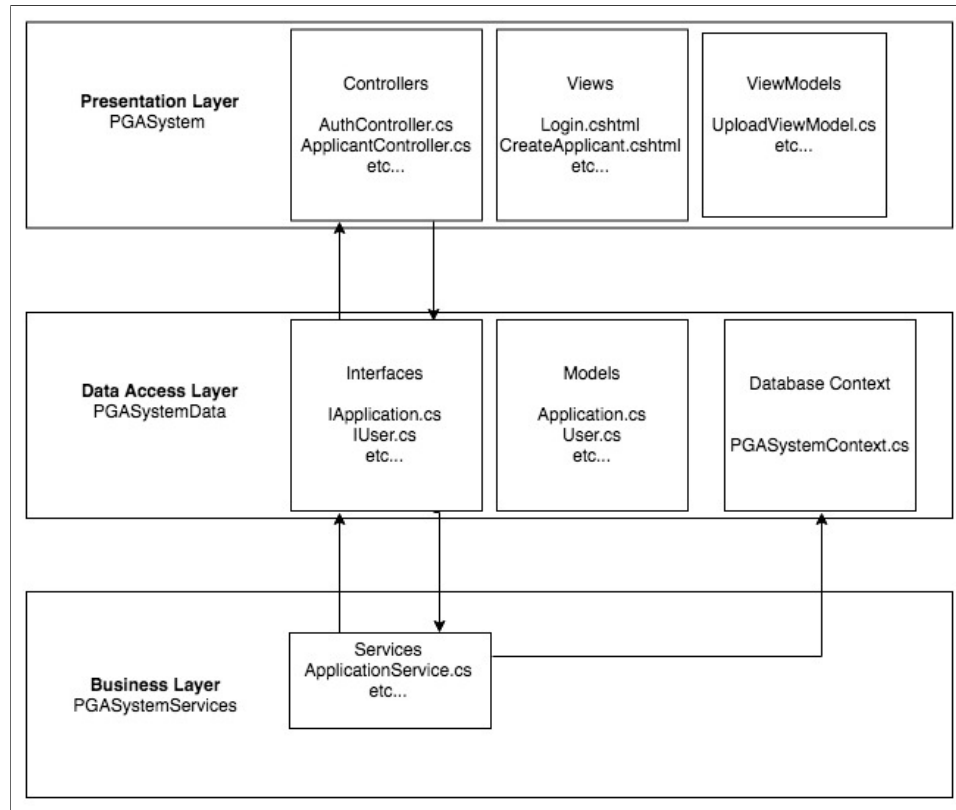 Presentation Layer
PGASystem
Controllers
AuthController.cs
ApplicantController.cs
etc...
Views
Login.cshtml
CreateApplicant.cshtml
etc...
ViewModels
UploadViewModel.cs
etc...
Data Access Layer
PGASystemData
Interfaces
IApplication.cs
IUser.cs
etc...
Models
Application.cs
User.cs
etc...
Database Context
PGASystemContext.cs
Business Layer
PGASystemServices
Services
ApplicationService.cs
etc...